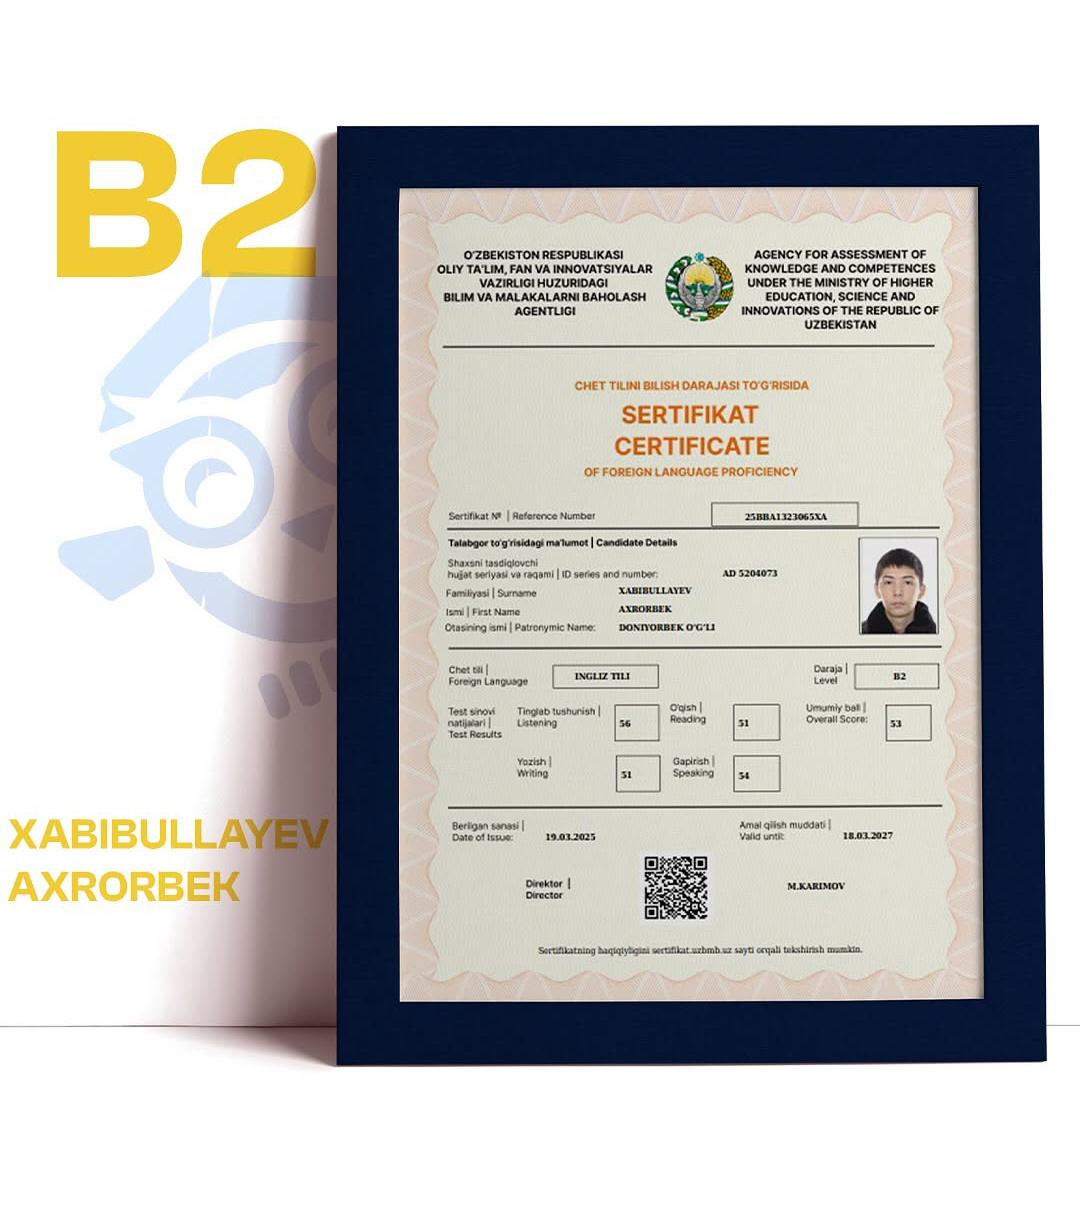 B2
XABIBULLAYEV
AXRORBEK
O'ZBEKISTON RESPUBLIKASI
OLIY TA'LIM, FAN VA INNOVATSIYALAR
VAZIRLIGI HUZURIDAGI
BILIM VA MALAKALARNI BAHOLASH
AGENTLIGI
AGENCY FOR ASSESSMENT OF
KNOWLEDGE AND COMPETENCES
UNDER THE MINISTRY OF HIGHER
EDUCATION, SCIENCE AND
INNOVATIONS OF THE REPUBLIC OF
UZBEKISTAN
CHET TILINI BILISH DARAJASI TO'G'RISIDA
SERTIFIKAT
CERTIFICATE
OF FOREIGN LANGUAGE PROFICIENCY
Sertifikat № | Reference Number 25BBA1323065XA
Talabgor to'g'risidagi ma'lumot | Candidate Details
Shaxsni tasdiqlovchi
hujjat seriyasi va raqami | ID series and number: AD 5204073
Familiyasi | Surname XABIBULLAYEV
Ismi | First Name AXRORBEK
Otasining ismi | Patronymic Name: DONIYORBEK O'G'LI
Chet tili |
Foreign Language
INGLIZ TILI
Daraja |
Level
B2
Test sinovi
natijalari |
Test Results
Tinglab tushunish |
Listening
56
O'qish |
Reading
51
Umumiy ball |
Overall Score:
53
Yozish |
Writing
51
Gapirish |
Speaking
54
Berilgan sanasi |
Date of Issue:
19.03.2025
Amal qilish muddati |
Valid until:
18.03.2027
Direktor |
Director
M.KARIMOV
Sertifikatning haqiqiyligini sertifikat.uzbmb.uz sayti orqali tekshirish mumkin.